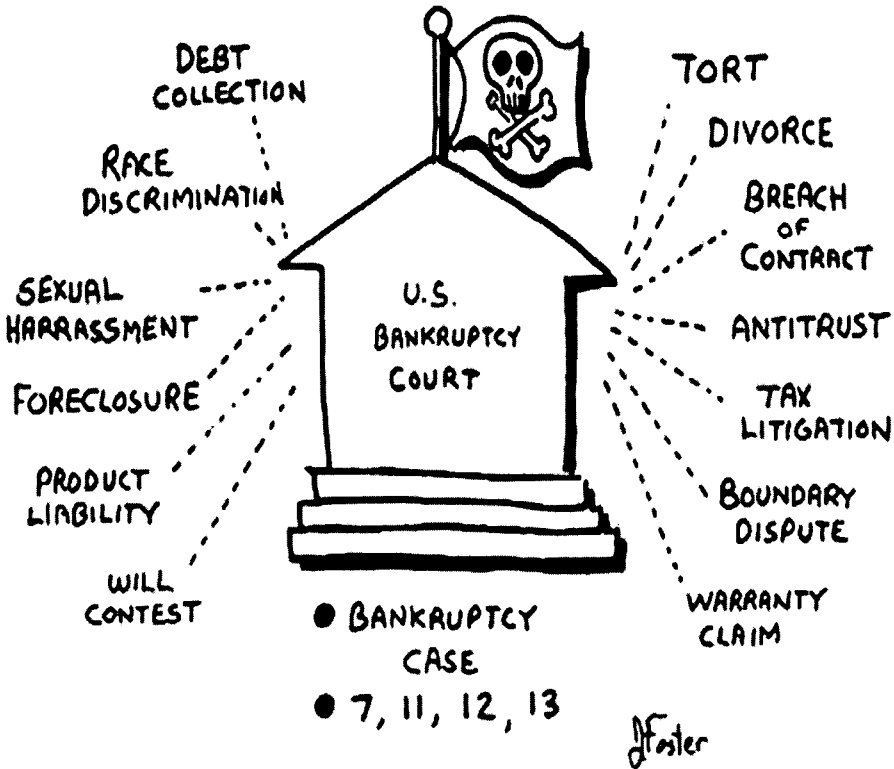 DEBT
COLLECTION
RACE
DISCRIMINATION
SEXUAL
HARRASSMENT
FORECLOSURE
PRODUCT
LIABILITY
WILL
CONTEST
U.S.
BANKRUPTCY
COURT
TORT
DIVORCE
BREACH
OF
CONTRACT
ANTITRUST
TAX
LITIGATION
BOUNDARY
DISPUTE
WARRANTY
CLAIM
● BANKRUPTCY
CASE
● 7, 11, 12, 13
JFoster